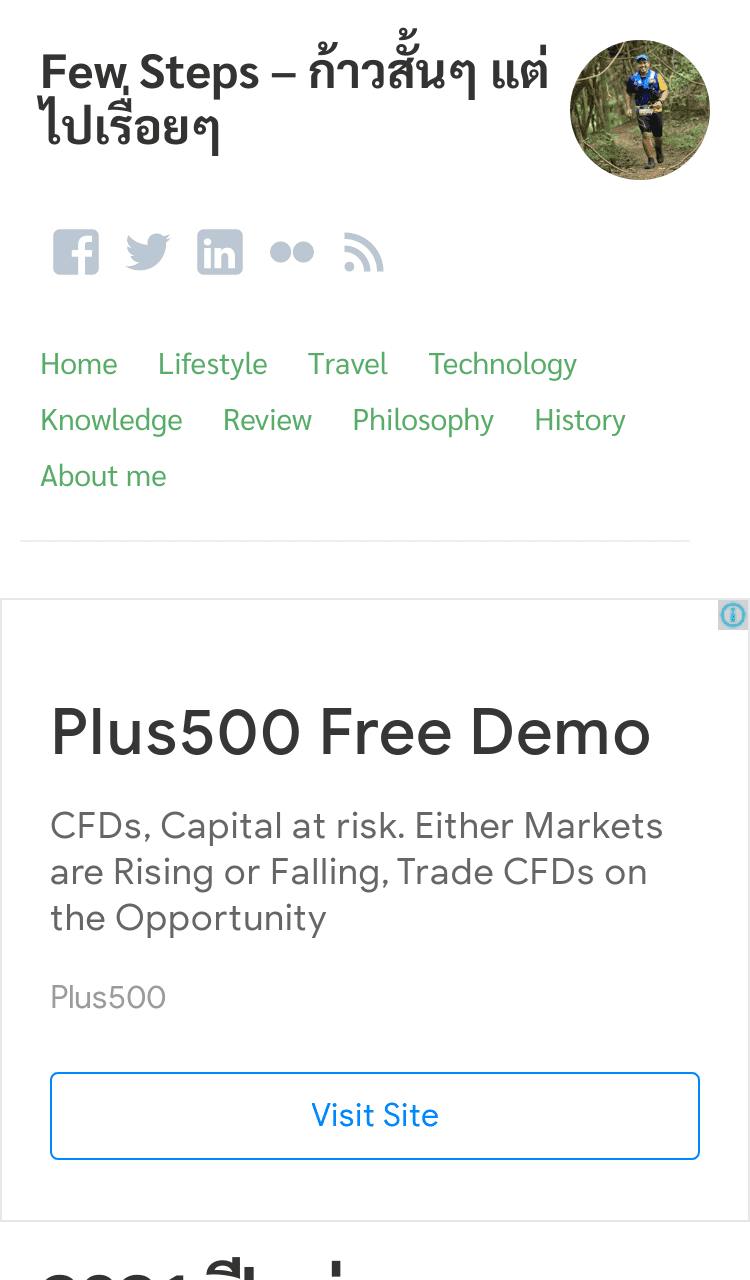 Few Steps – ก้าวสั้นๆ แต่
ไปเรื่อยๆ
Home Lifestyle Travel Technology
Knowledge Review Philosophy History
About me
Plus500 Free Demo
CFDs, Capital at risk. Either Markets
are Rising or Falling, Trade CFDs on
the Opportunity
Plus500
Visit Site